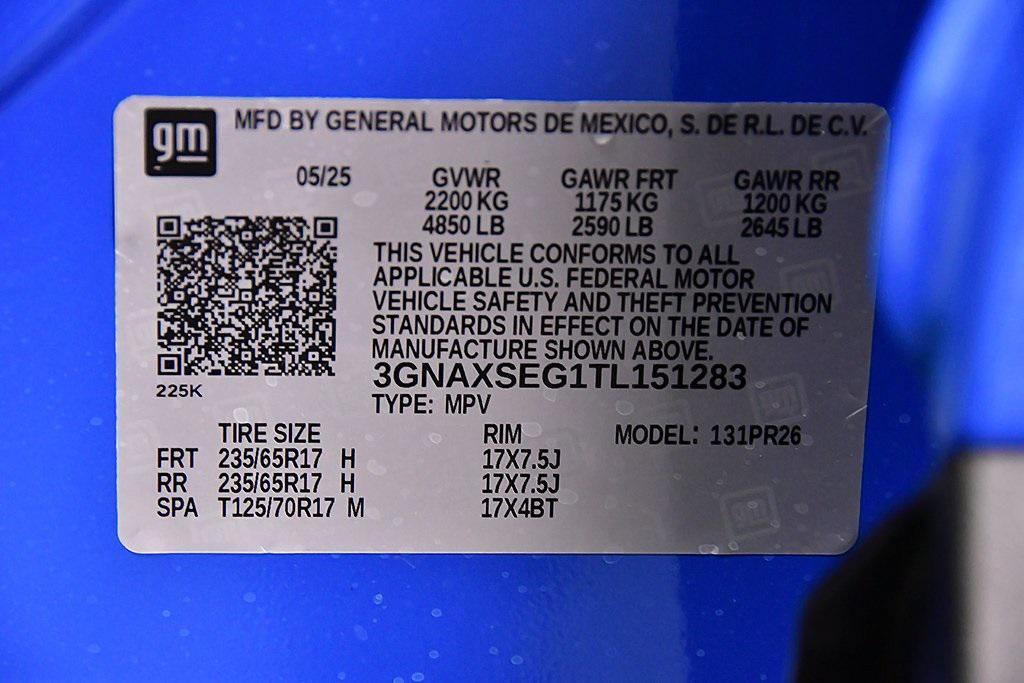 gm
MFD BY GENERAL MOTORS DE MEXICO, S. DE R.L. DE C.V.
05/25 GVWR GAWR FRT GAWR RR
2200 KG 1175 KG 1200 KG
4850 LB 2590 LB 2645 LB
THIS VEHICLE CONFORMS TO ALL
APPLICABLE U.S. FEDERAL MOTOR
VEHICLE SAFETY AND THEFT PREVENTION
STANDARDS IN EFFECT ON THE DATE OF
MANUFACTURE SHOWN ABOVE.
225K
3GNAXSEG1TL151283
TYPE: MPV
TIRE SIZE RIM MODEL: 131PR26
FRT 235/65R17 H 17X7.5J
RR 235/65R17 H 17X7.5J
SPA T125/70R17 M 17X4BT